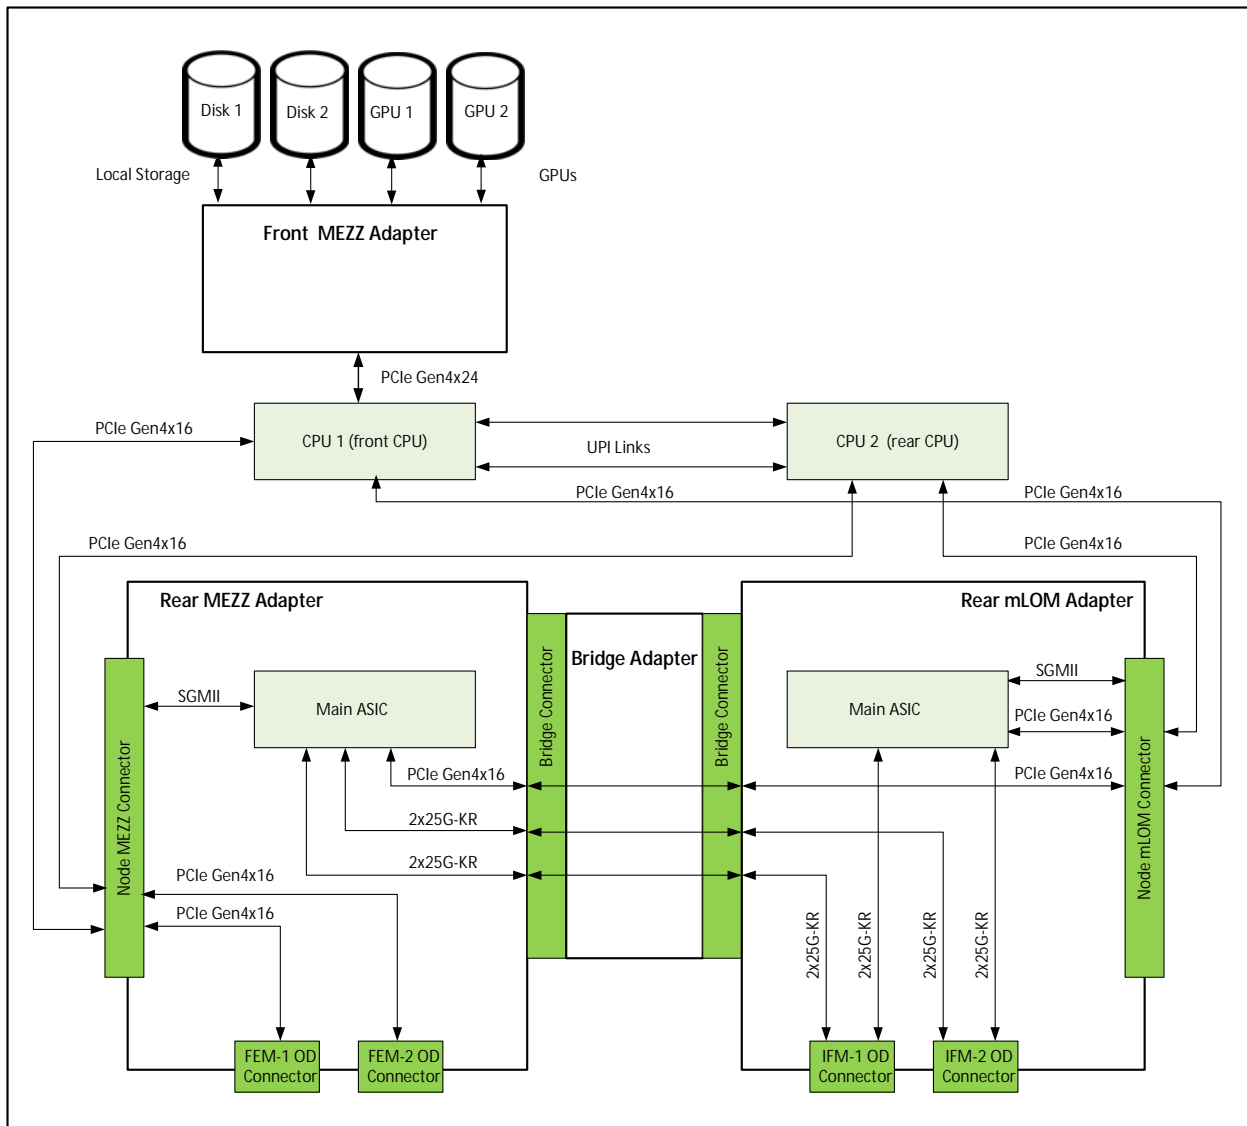 Disk 1
Disk 2
GPU 1
GPU 2
Local Storage
GPUs
Front MEZZ Adapter
PCIe Gen4x24
PCIe Gen4x16
CPU 1 (front CPU)
UPI Links
CPU 2 (rear CPU)
PCIe Gen4x16
PCIe Gen4x16
PCIe Gen4x16
PCIe Gen4x16
Rear MEZZ Adapter
Rear mLOM Adapter
Bridge Adapter
Bridge Connector
Bridge Connector
SGMII
Main ASIC
Main ASIC
SGMII
PCIe Gen4x16
PCIe Gen4x16
PCIe Gen4x16
Node MEZZ Connector
Node mLOM Connector
2x25G-KR
2x25G-KR
PCIe Gen4x16
PCIe Gen4x16
2x25G-KR
2x25G-KR
2x25G-KR
2x25G-KR
FEM-1 OD
Connector
FEM-2 OD
Connector
IFM-1 OD
Connector
IFM-2 OD
Connector